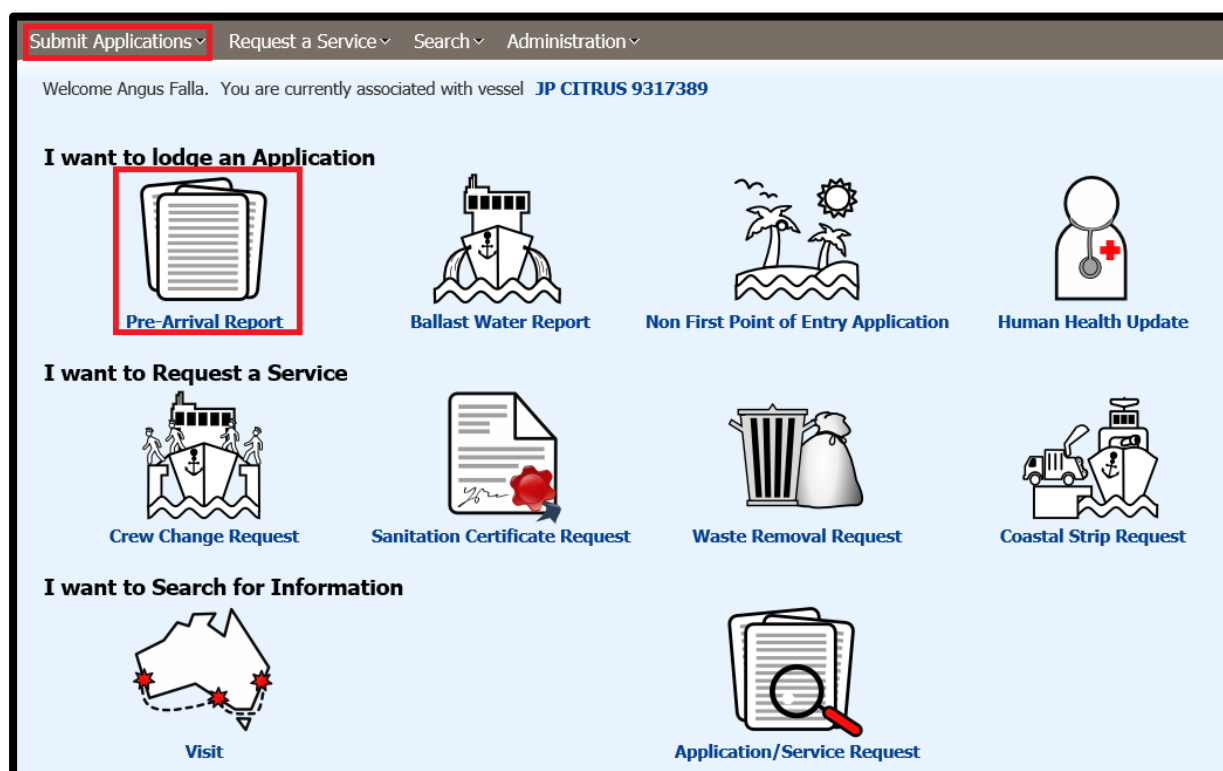 Submit Applications Request a Service Search Administration
Welcome Angus Falla. You are currently associated with vessel JP CITRUS 9317389
I want to lodge an Application
Pre-Arrival Report Ballast Water Report Non First Point of Entry Application Human Health Update
I want to Request a Service
Crew Change Request Sanitation Certificate Request Waste Removal Request Coastal Strip Request
I want to Search for Information
Visit Application/Service Request